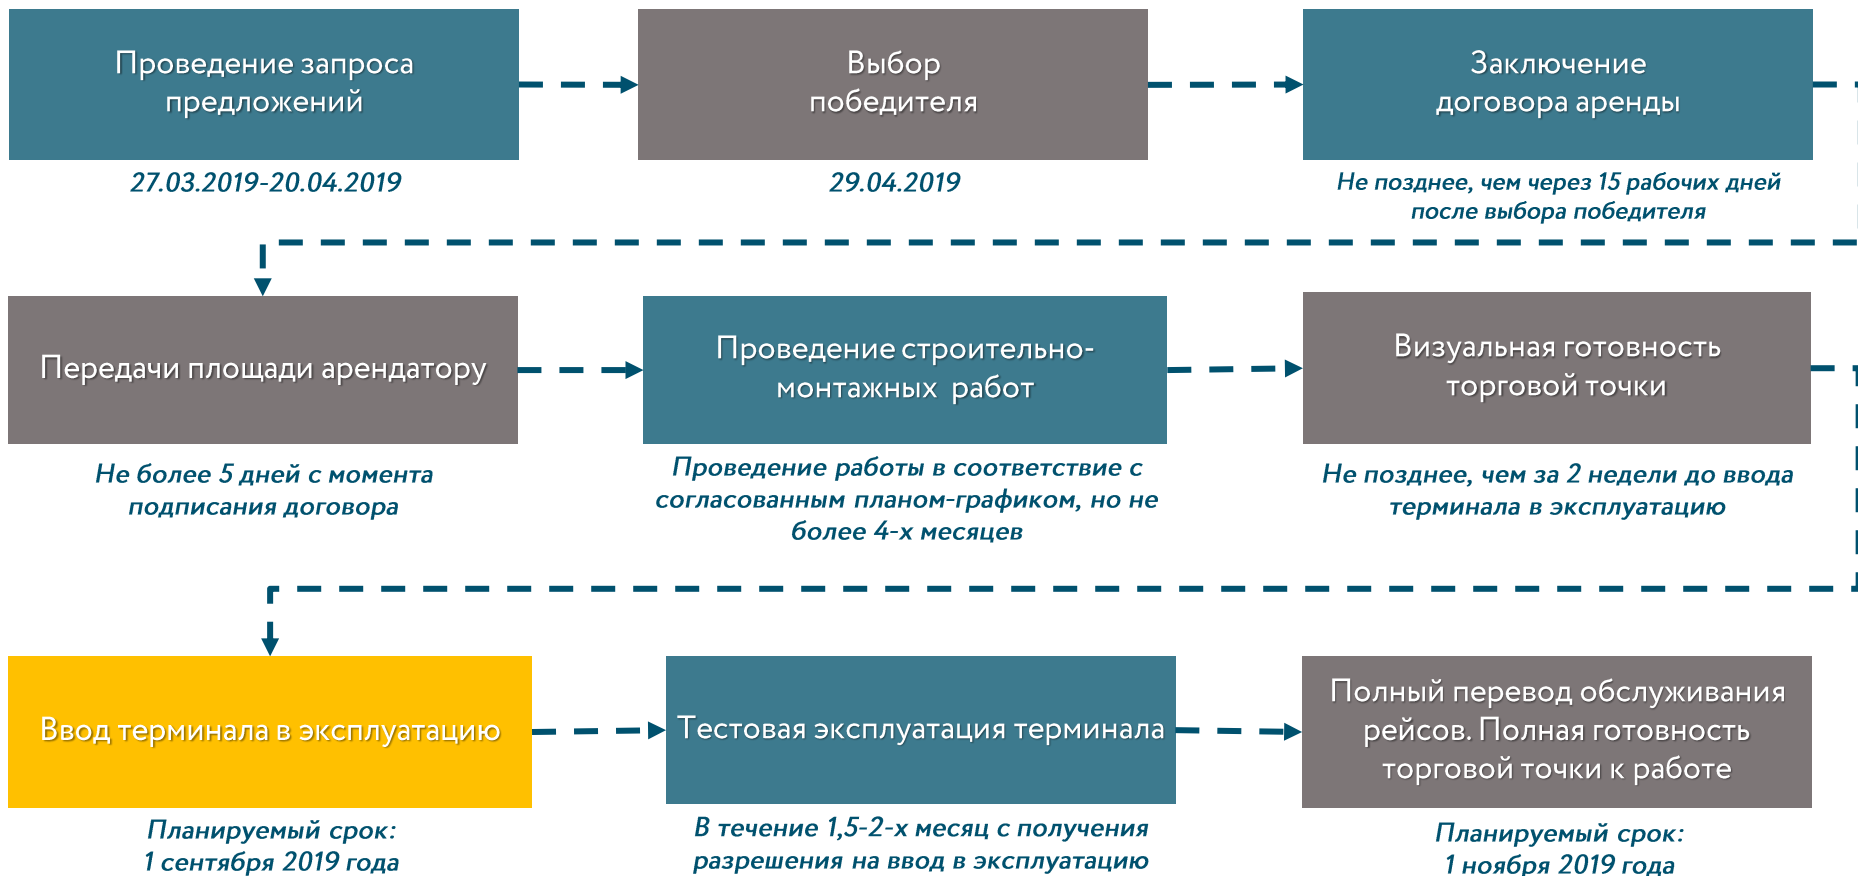 Проведение запроса
предложений
27.03.2019-20.04.2019
Выбор
победителя
29.04.2019
Заключение
договора аренды
Не позднее, чем через 15 рабочих дней
после выбора победителя
Передачи площади арендатору
Не более 5 дней с момента
подписания договора
Проведение строительно-
монтажных работ
Проведение работы в соответствие с
согласованным планом-графиком, но не
более 4-х месяцев
Визуальная готовность
торговой точки
Не позднее, чем за 2 недели до ввода
терминала в эксплуатацию
Ввод терминала в эксплуатацию
Планируемый срок:
1 сентября 2019 года
Тестовая эксплуатация терминала
В течение 1,5-2-х месяц с получения
разрешения на ввод в эксплуатацию
Полный перевод обслуживания
рейсов. Полная готовность
торговой точки к работе
Планируемый срок:
1 ноября 2019 года